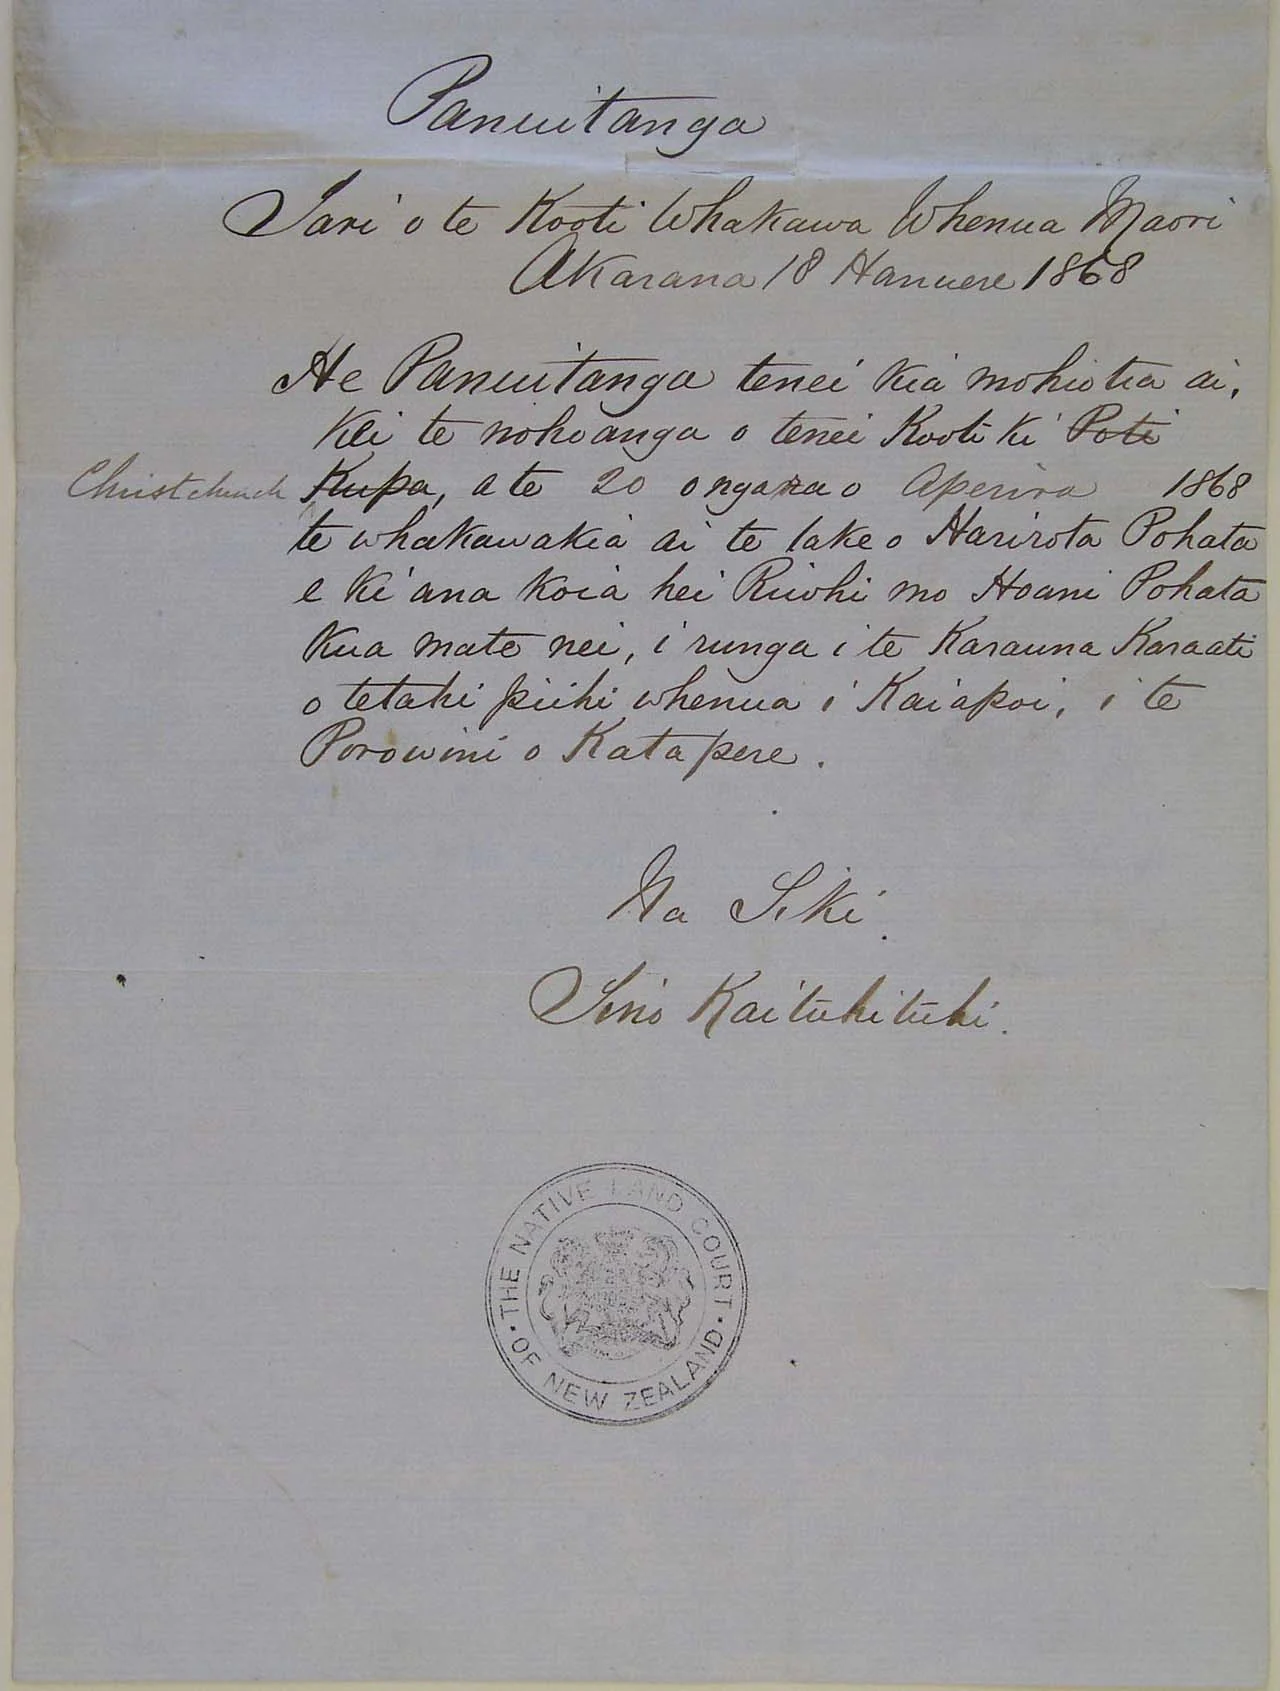 Panuitanga
Tari o te Kooti Whakawa Whenua Maori
Akarana 18 Hanuere 1868
He Panuitanga tenei kia mohiotia ai,
kei te nohoanga o tenei Kooti ki Poti
Christchurch Kupa, a te 20 o nga ra o Aperira 1868
te whakawakia ai te take o Harirota Pohata
e ki ana koia hei Riiwhi mo Hoani Pohata
kua mate nei, i runga i te Karauna Karaati
o tetahi piihi whenua i Kaiapoi, i te
Porowini o Katapere.
Na Tiki.
Tino Kaituhituhi.
THE NATIVE LAND COURT
OF NEW ZEALAND